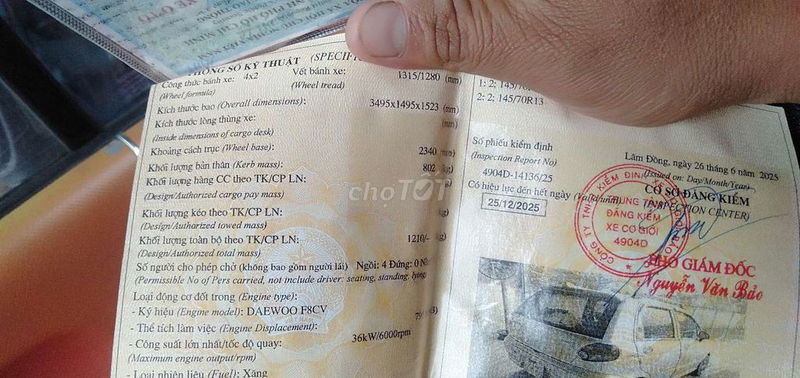 THÔNG SỐ KỸ THUẬT (SPECIF
Công thức bánh xe: 4x2 Vết bánh xe: 1315/1280 (mm)
(Wheel formula) (Wheel tread)
Kích thước bao (Overall dimensions): 3495x1495x1523 (mm)
Kích thước lòng thùng xe: (mm)
(Inside dimensions of cargo desk)
Khoảng cách trục (Wheel base): 2340 (mm)
Khối lượng bản thân (Kerb mass): 802 kg
Khối lượng hàng CC theo TK/CP LN:
(Design/Authorized cargo pay mass)
Khối lượng kéo theo TK/CP LN: kg)
(Design/Authorized towed mass)
Khối lượng toàn bộ theo TK/CP LN: 1210/- kg)
(Design/Authorized total mass)
Số người cho phép chở (không bao gồm người lái) Ngồi: 4 Đứng: 0
(Permissible No of Pers carried, not include driver: seating, standing, lying)
Loại động cơ đốt trong (Engine type):
- Ký hiệu (Engine model): DAEWOO F8CV
- Thể tích làm việc (Engine Displacement):
- Công suất lớn nhất/tốc độ quay: 36kW/6000rpm
(Maximum engine output/rpm)
- Loại nhiên liệu (Fuel): Xăng
1: 2; 145/70
2: 2; 145/70R13
Số phiếu kiểm định
(Inspection Report No)
4904D-14136/25
Lâm Đồng, ngày 26 tháng 6 năm 2025
(Issued on: Day/Month/Year)
Có hiệu lực đến hết ngày
25/12/2025
CƠ SỞ ĐĂNG KIỂM
(INSPECTION CENTER)
TRUNG TÂM
ĐĂNG KIỂM
XE CƠ GIỚI
4904D
PHÓ GIÁM ĐỐC
Nguyễn Văn Bảo
chợTỐT